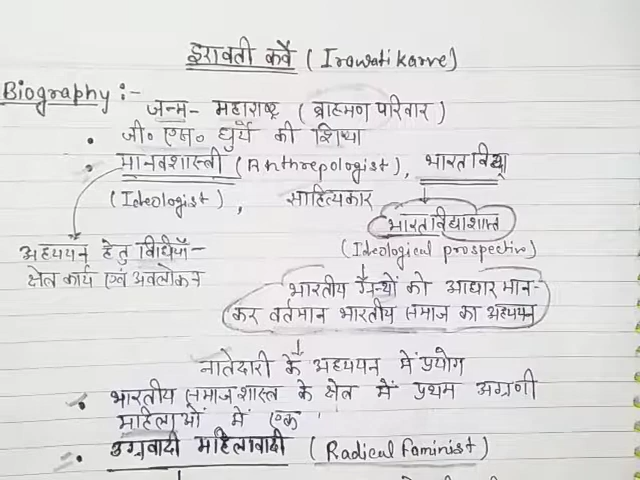 इरावती कर्वे (Irawati karve)
Biography :-
जन्म - महाराष्ट्र (ब्राह्मण परिवार)
• जी० एस० धुर्ये की शिष्या
• मानवशास्त्री (Anthrepologist), भारतविद्या
(Ideologist), साहित्यकार
भारतविद्याशास्त्र
(Ideological prospective)
अध्ययन हेतु विधियाँ -
क्षेत्र कार्य एवं अवलोकन
भारतीय ग्रन्थों को आधार मान-
कर वर्तमान भारतीय समाज का अध्ययन
नातेदारी के अध्ययन में प्रयोग
• भारतीय समाजशास्त्र के क्षेत्र में प्रथम अग्रणी
महिलाओं में एक
• उग्रवादी महिलावादी (Radical Feminist)